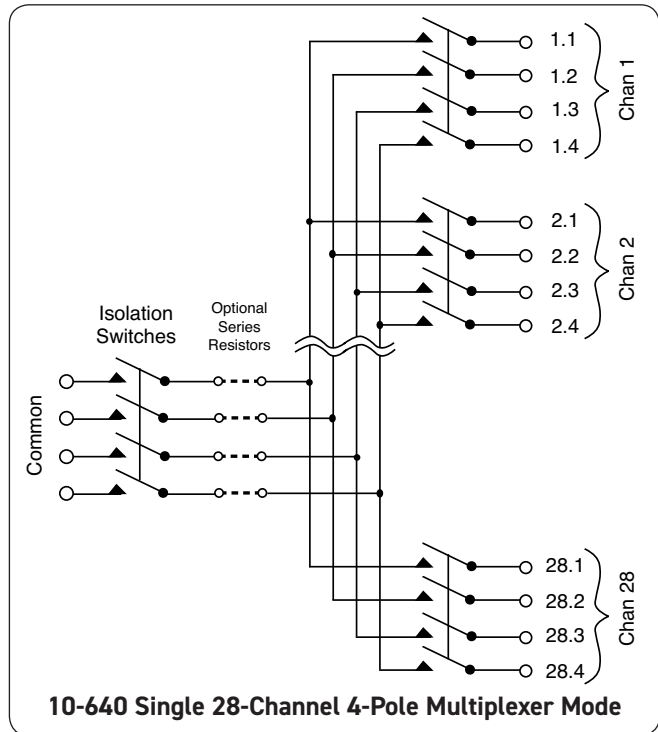 1.1
1.2
1.3
1.4
Chan 1
2.1
2.2
2.3
2.4
Chan 2
Isolation
Switches
Optional
Series
Resistors
Common
28.1
28.2
28.3
28.4
Chan 28
10-640 Single 28-Channel 4-Pole Multiplexer Mode